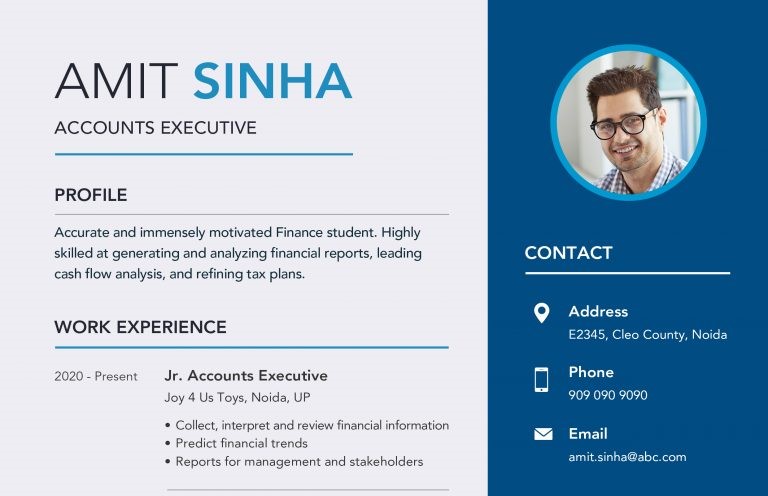 AMIT SINHA
ACCOUNTS EXECUTIVE
PROFILE
Accurate and immensely motivated Finance student. Highly
skilled at generating and analyzing financial reports, leading
cash flow analysis, and refining tax plans.
WORK EXPERIENCE
2020 - Present
Jr. Accounts Executive
Joy 4 Us Toys, Noida, UP
• Collect, interpret and review financial information
• Predict financial trends
• Reports for management and stakeholders
CONTACT
Address
E2345, Cleo County, Noida
Phone
909 090 9090
Email
amit.sinha@abc.com